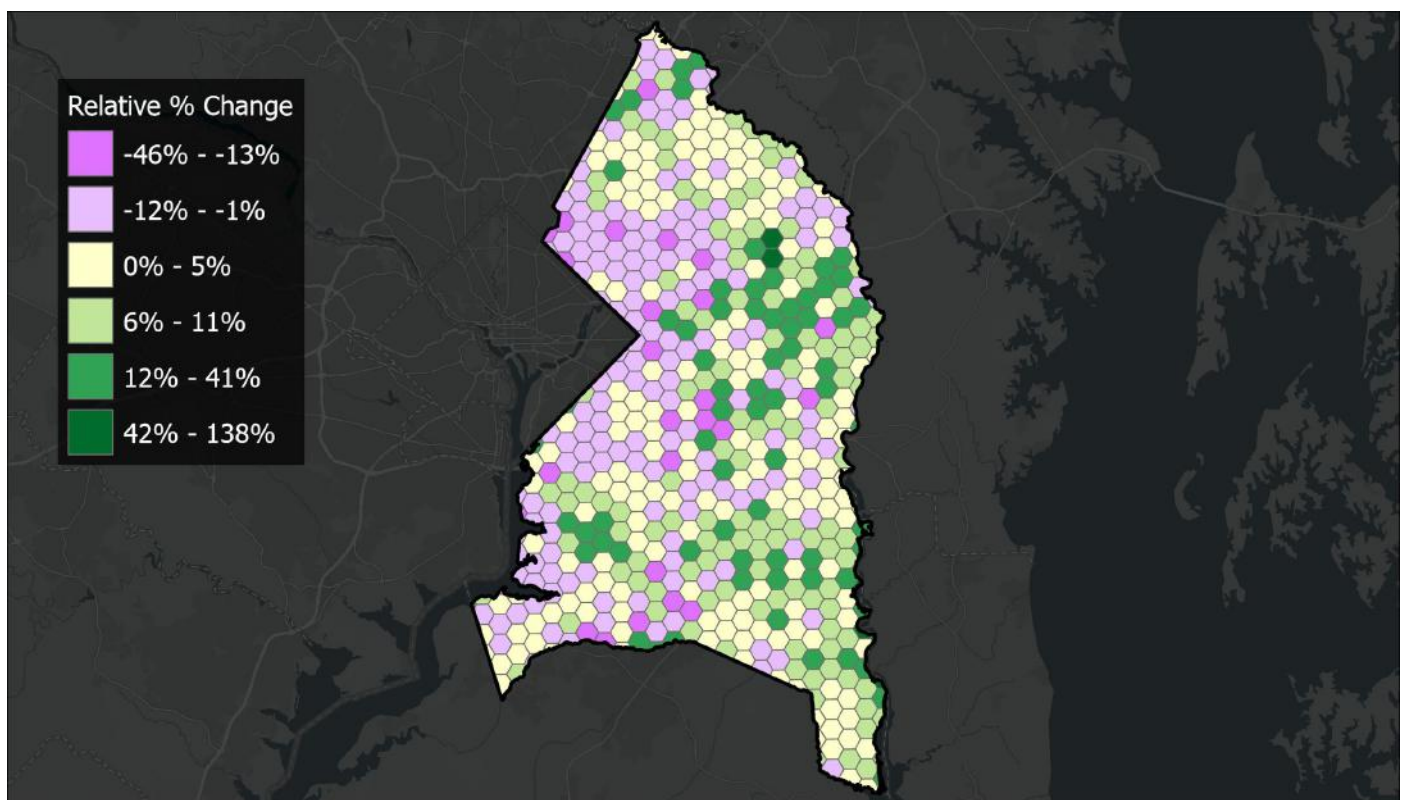 Relative % Change
-46% - -13%
-12% - -1%
0% - 5%
6% - 11%
12% - 41%
42% - 138%